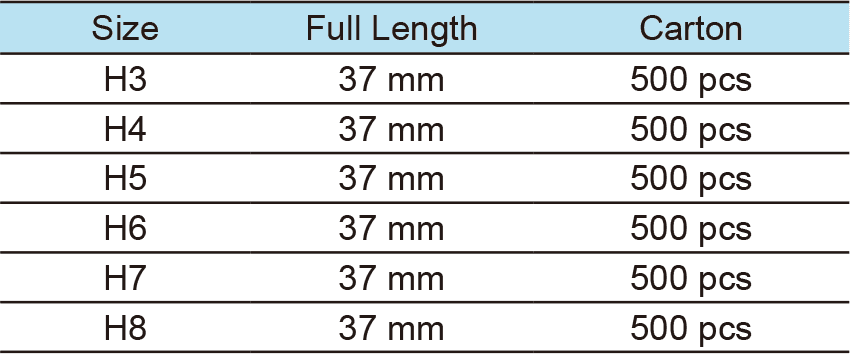 Size Full Length Carton
H3 37 mm 500 pcs
H4 37 mm 500 pcs
H5 37 mm 500 pcs
H6 37 mm 500 pcs
H7 37 mm 500 pcs
H8 37 mm 500 pcs